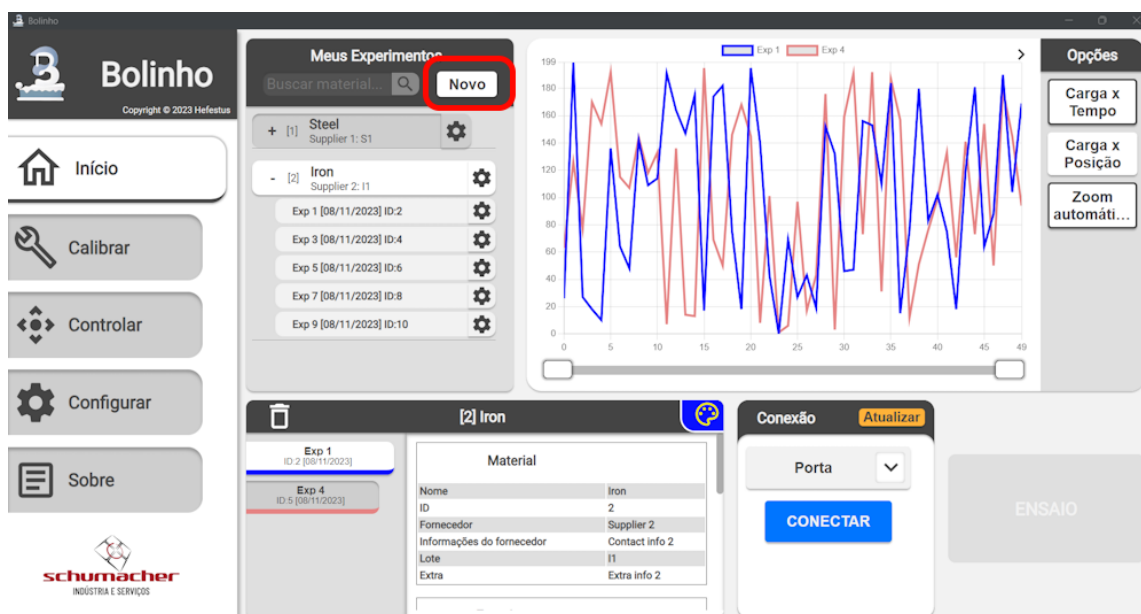 Bolinho
Bolinho
Copyright © 2023 Hefestus
Início
Calibrar
Controlar
Configurar
Sobre
schumacher
INDÚSTRIA E SERVIÇOS
Meus Experimentos
Buscar material...
Novo
+ [1] Steel
Supplier 1: S1
- [2] Iron
Supplier 2: I1
Exp 1 [08/11/2023] ID:2
Exp 3 [08/11/2023] ID:4
Exp 5 [08/11/2023] ID:6
Exp 7 [08/11/2023] ID:8
Exp 9 [08/11/2023] ID:10
Exp 1 Exp 4
199
180
160
140
120
100
80
60
40
20
0
0 5 10 15 20 25 30 35 40 45 49
Opções
Carga x
Tempo
Carga x
Posição
Zoom
automáti...
[2] Iron
Exp 1
ID:2 [08/11/2023]
Exp 4
ID:5 [08/11/2023]
Material
Nome Iron
ID 2
Fornecedor Supplier 2
Informações do fornecedor Contact info 2
Lote I1
Extra Extra info 2
Conexão Atualizar
Porta
CONECTAR
ENSAIO